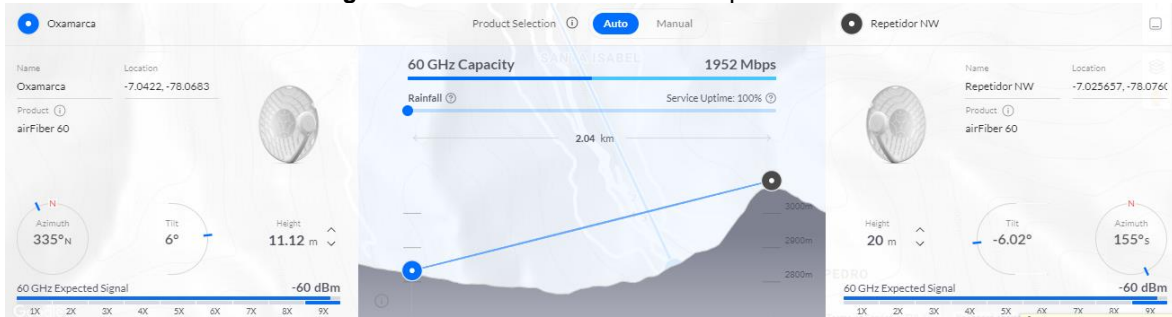 Oxamarca
Product Selection
Auto
Manual
Repetidor NW
Name
Location
Oxamarca
-7.0422, -78.0683
Product
airFiber 60
N
Azimuth
335°N
Tilt
6°
Height
11.12 m
60 GHz Expected Signal
-60 dBm
1X 2X 3X 4X 5X 6X 7X 8X 9X
SANTA ISABEL
60 GHz Capacity
1952 Mbps
Rainfall
Service Uptime: 100%
2.04 km
3000m
2900m
2800m
Name
Location
Repetidor NW
-7.025657, -78.0760
Product
airFiber 60
Height
20 m
Tilt
-6.02°
N
Azimuth
155°s
PEDRO
60 GHz Expected Signal
-60 dBm
1X 2X 3X 4X 5X 6X 7X 8X 9X